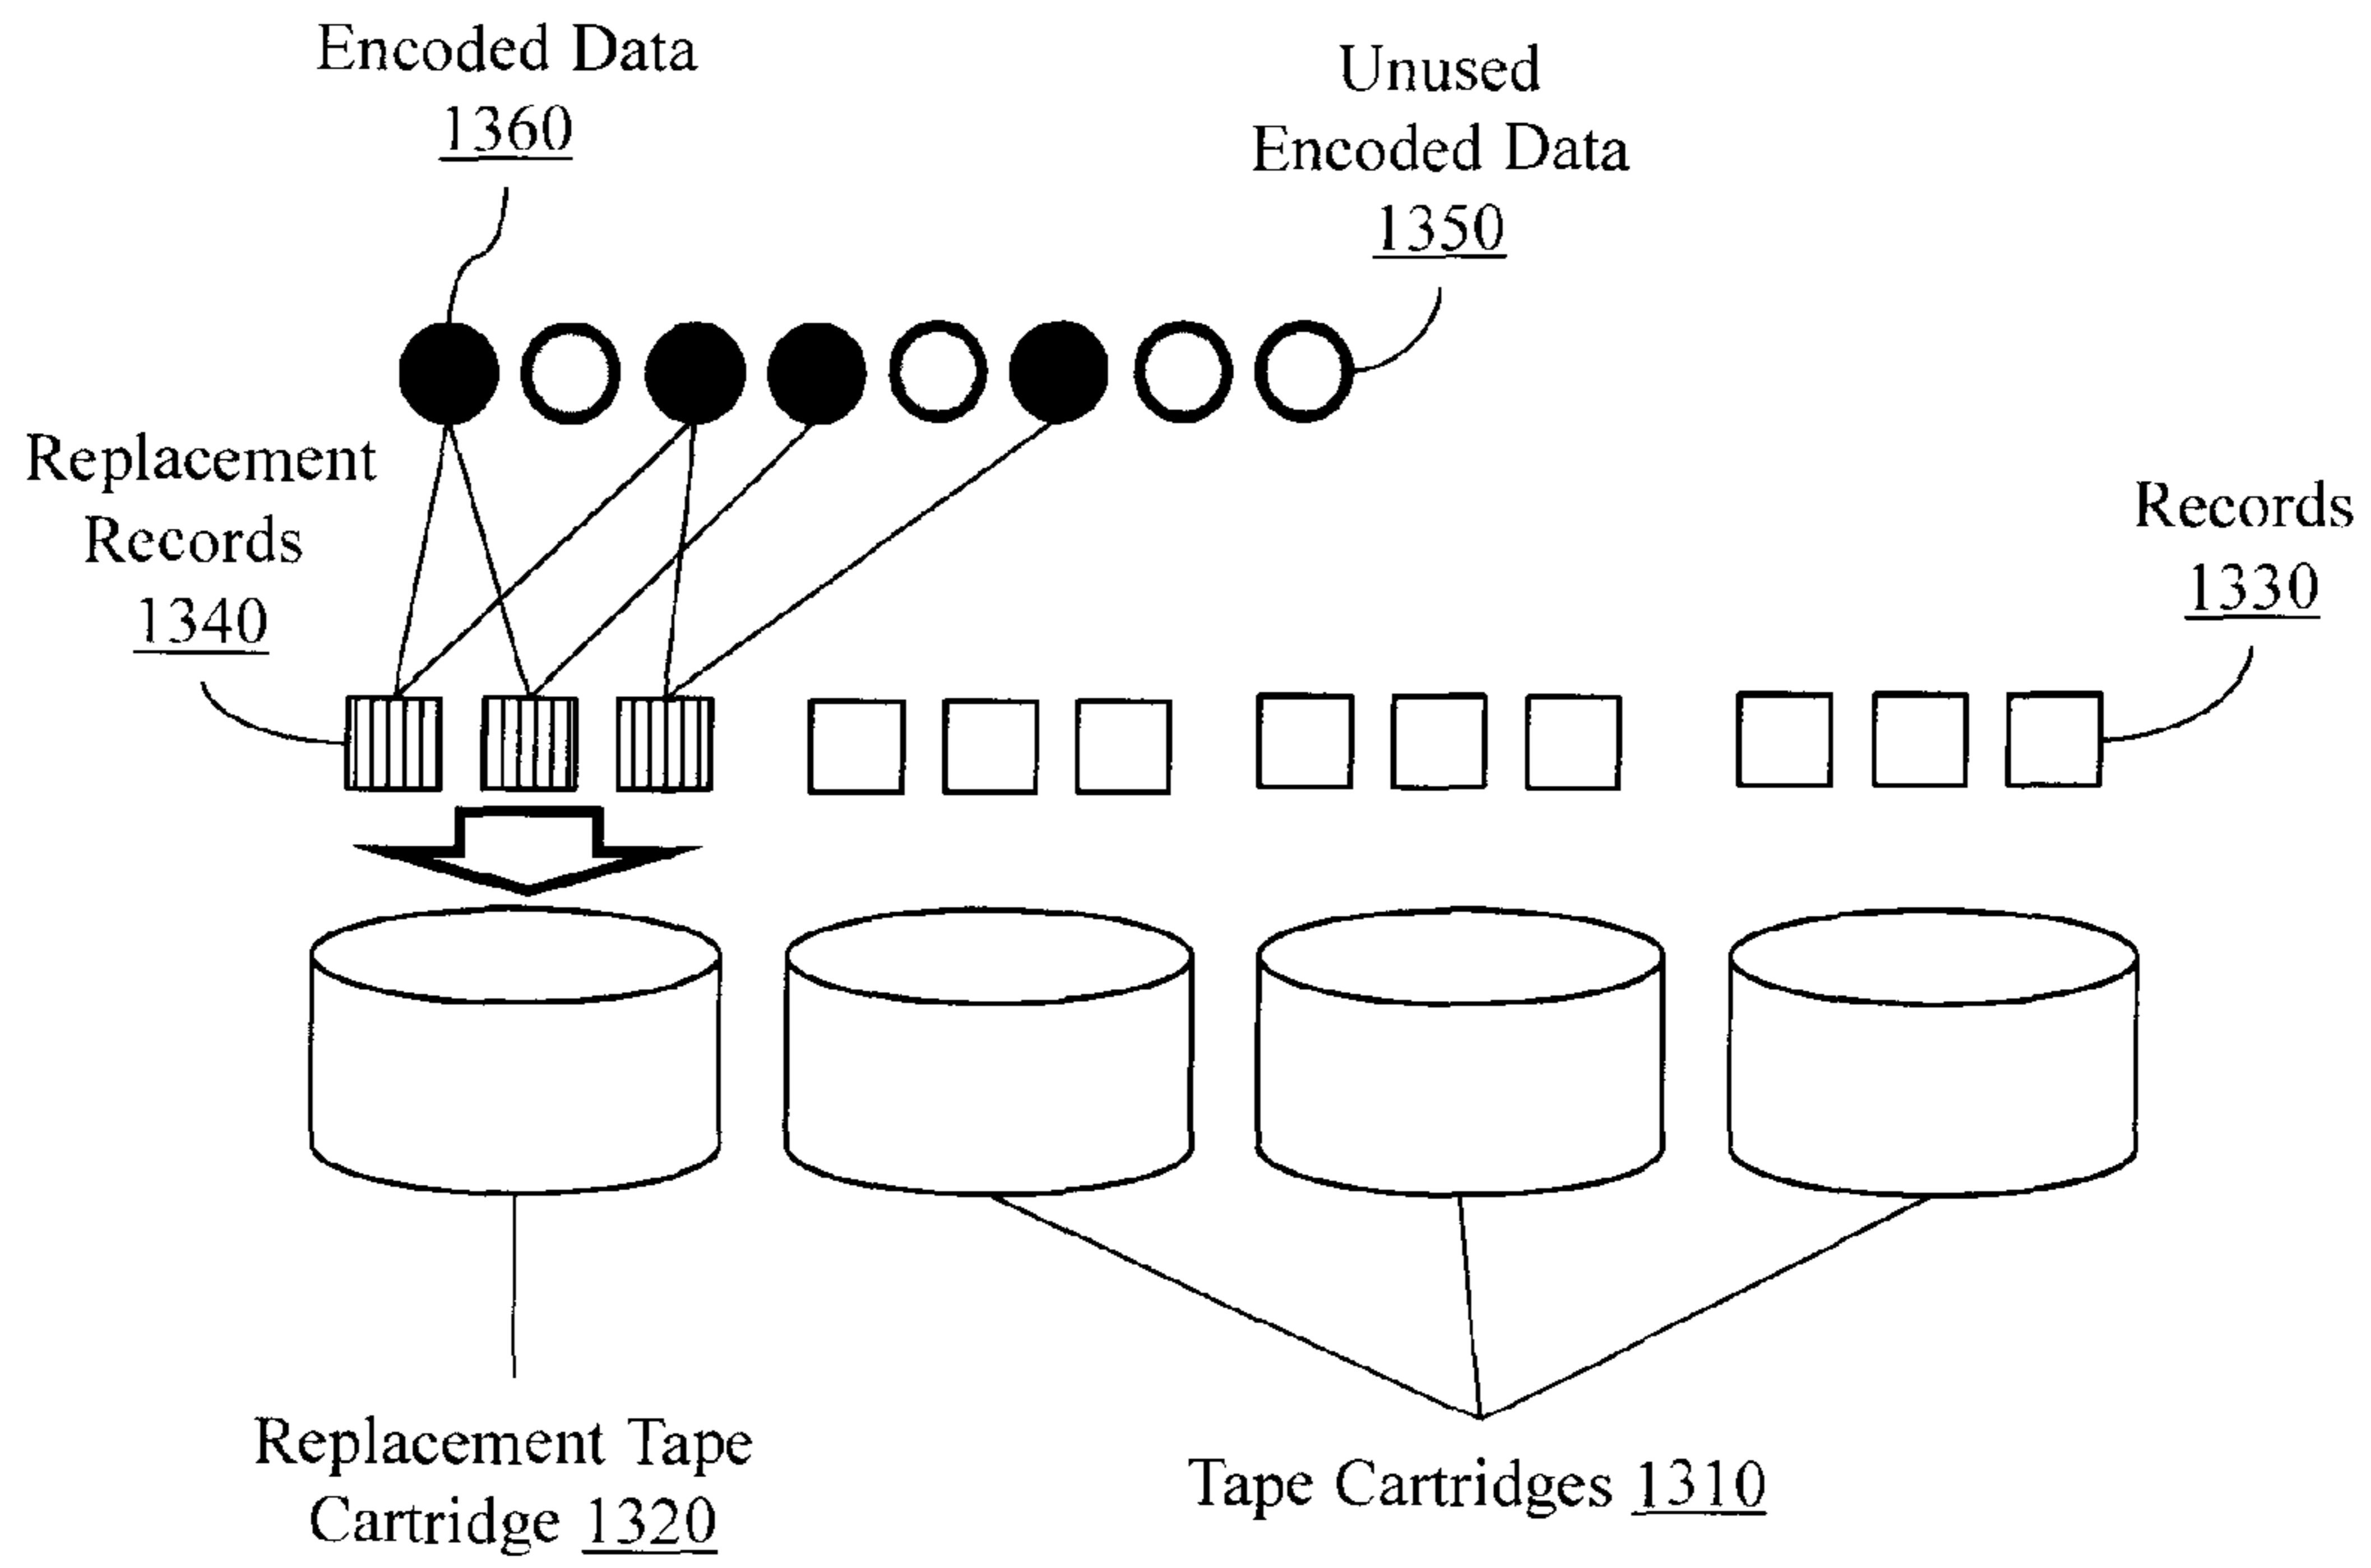 Encoded Data
1360
Unused
Encoded Data
1350
Replacement
Records
1340
Records
1330
Replacement Tape
Cartridge 1320
Tape Cartridges 1310